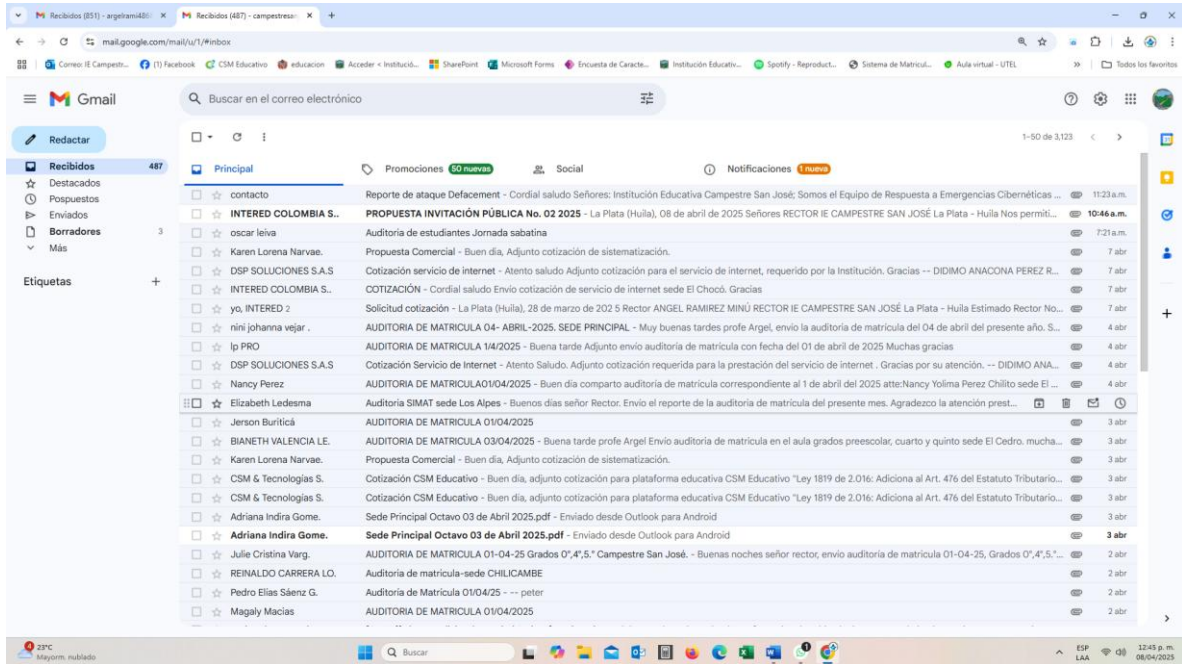 Recibidos (851) - argelrami486
Recibidos (487) - campestresan
mail.google.com/mail/u/1/#inbox
Correo: IE Campestr... (1) Facebook CSM Educativo educacion Acceder < Institució... SharePoint Microsoft Forms Encuesta de Caracte... Institución Educativ... Spotify - Reproduct... Sistema de Matricul... Aula virtual - UTEL Todos los favoritos
Gmail
Buscar en el correo electrónico
Redactar
1–50 de 3,123
Recibidos 487
Destacados
Pospuestos
Enviados
Borradores 3
Más
Etiquetas
Principal Promociones 50 nuevas Social Notificaciones 1 nueva
contacto Reporte de ataque Defacement - Cordial saludo Señores: Institución Educativa Campestre San José; Somos el Equipo de Respuesta a Emergencias Cibernéticas ... 11:23 a.m.
INTERED COLOMBIA S.. PROPUESTA INVITACIÓN PÚBLICA No. 02 2025 - La Plata (Huila), 08 de abril de 2025 Señores RECTOR IE CAMPESTRE SAN JOSÉ La Plata - Huila Nos permiti... 10:46 a.m.
oscar leiva Auditoria de estudiantes Jornada sabatina 7:21 a.m.
Karen Lorena Narvae. Propuesta Comercial - Buen dia, Adjunto cotización de sistematización. 7 abr
DSP SOLUCIONES S.A.S Cotización servicio de internet - Atento saludo Adjunto cotización para el servicio de internet, requerido por la Institución. Gracias -- DIDIMO ANACONA PEREZ R... 7 abr
INTERED COLOMBIA S.. COTIZACIÓN - Cordial saludo Envio cotización de servicio de internet sede El Chocó. Gracias 7 abr
yo, INTERED 2 Solicitud cotización - La Plata (Huila), 28 de marzo de 202 5 Rector ANGEL RAMIREZ MINÚ RECTOR IE CAMPESTRE SAN JOSÉ La Plata - Huila Estimado Rector No... 7 abr
nini johanna vejar . AUDITORIA DE MATRICULA 04- ABRIL-2025. SEDE PRINCIPAL - Muy buenas tardes profe Argel, envio la auditoria de matricula del 04 de abril del presente año. S... 4 abr
lp PRO AUDITORIA DE MATRICULA 1/4/2025 - Buena tarde Adjunto envio auditoria de matricula con fecha del 01 de abril de 2025 Muchas gracias 4 abr
DSP SOLUCIONES S.A.S Cotización Servicio de Internet - Atento Saludo. Adjunto cotización requerida para la prestación del servicio de internet . Gracias por su atención. -- DIDIMO ANA... 4 abr
Nancy Perez AUDITORIA DE MATRICULA01/04/2025 - Buen dia comparto auditoria de matricula correspondiente al 1 de abril del 2025 atte:Nancy Yolima Perez Chilito sede El ... 4 abr
Elizabeth Ledesma Auditoria SIMAT sede Los Alpes - Buenos días señor Rector. Envio el reporte de la auditoria de matrícula del presente mes. Agradezco la atención prest...
Jerson Buriticá AUDITORIA DE MATRICULA 01/04/2025 3 abr
BIANETH VALENCIA LE. AUDITORIA DE MATRICULA 03/04/2025 - Buena tarde profe Argel Envio auditoria de matricula en el aula grados preescolar, cuarto y quinto sede El Cedro. mucha... 3 abr
Karen Lorena Narvae. Propuesta Comercial - Buen dia, Adjunto cotización de sistematización. 3 abr
CSM & Tecnologías S. Cotización CSM Educativo - Buen dia, adjunto cotización para plataforma educativa CSM Educativo "Ley 1819 de 2.016: Adiciona al Art. 476 del Estatuto Tributario... 3 abr
CSM & Tecnologías S. Cotización CSM Educativo - Buen día, adjunto cotización para plataforma educativa CSM Educativo "Ley 1819 de 2.016: Adiciona al Art. 476 del Estatuto Tributario... 3 abr
Adriana Indira Gome. Sede Principal Octavo 03 de Abril 2025.pdf - Enviado desde Outlook para Android 3 abr
Adriana Indira Gome. Sede Principal Octavo 03 de Abril 2025.pdf - Enviado desde Outlook para Android 3 abr
Julie Cristina Varg. AUDITORIA DE MATRICULA 01-04-25 Grados 0°,4°,5.° Campestre San José. - Buenas noches señor rector, envio auditoria de matricula 01-04-25, Grados 0°,4°,5.°... 2 abr
REINALDO CARRERA LO. Auditoria de matricula-sede CHILICAMBE 2 abr
Pedro Elias Sáenz G. Auditoria de Matricula 01/04/25 - -- peter 2 abr
Magaly Macias AUDITORIA DE MATRICULA 01/04/2025 2 abr
23°C
Mayorm. nublado
Buscar
ESP
LAA
12:45 p. m.
08/04/2025